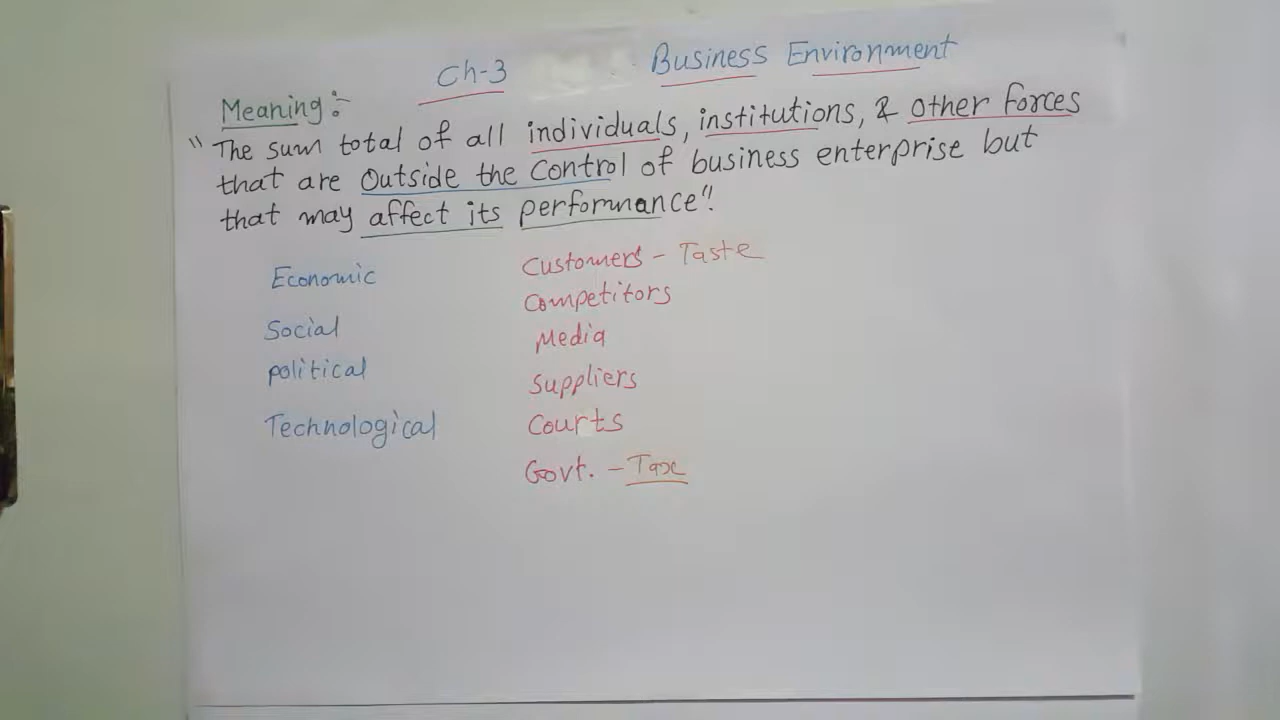 Ch-3 Business Environment
Meaning:-
"The sum total of all individuals, institutions, & other forces
that are outside the control of business enterprise but
that may affect its performance".
Economic
Social
political
Technological
Customers - Taste
Competitors
Media
Suppliers
Courts
Govt. - Tax